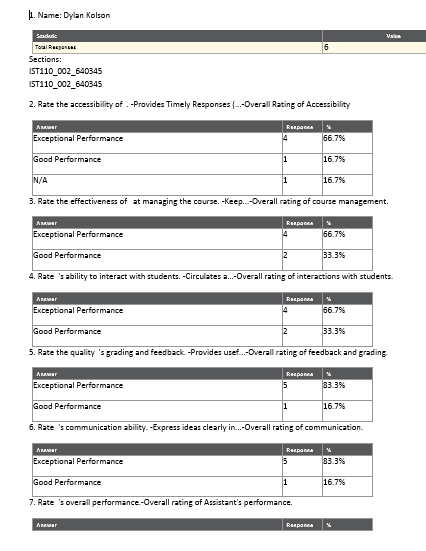 1. Name: Dylan Kolson
Statistic Value
Total Responses 6
Sections:
IST110_002_640345
IST110_002_640345
2. Rate the accessibility of . -Provides Timely Responses (...-Overall Rating of Accessibility
Answer Response %
Exceptional Performance 4 66.7%
Good Performance 1 16.7%
N/A 1 16.7%
3. Rate the effectiveness of at managing the course. -Keep...-Overall rating of course management.
Answer Response %
Exceptional Performance 4 66.7%
Good Performance 2 33.3%
4. Rate 's ability to interact with students. -Circulates a...-Overall rating of interactions with students.
Answer Response %
Exceptional Performance 4 66.7%
Good Performance 2 33.3%
5. Rate the quality 's grading and feedback. -Provides usef...-Overall rating of feedback and grading.
Answer Response %
Exceptional Performance 5 83.3%
Good Performance 1 16.7%
6. Rate 's communication ability. -Express ideas clearly in...-Overall rating of communication.
Answer Response %
Exceptional Performance 5 83.3%
Good Performance 1 16.7%
7. Rate 's overall performance.-Overall rating of Assistant's performance.
Answer Response %